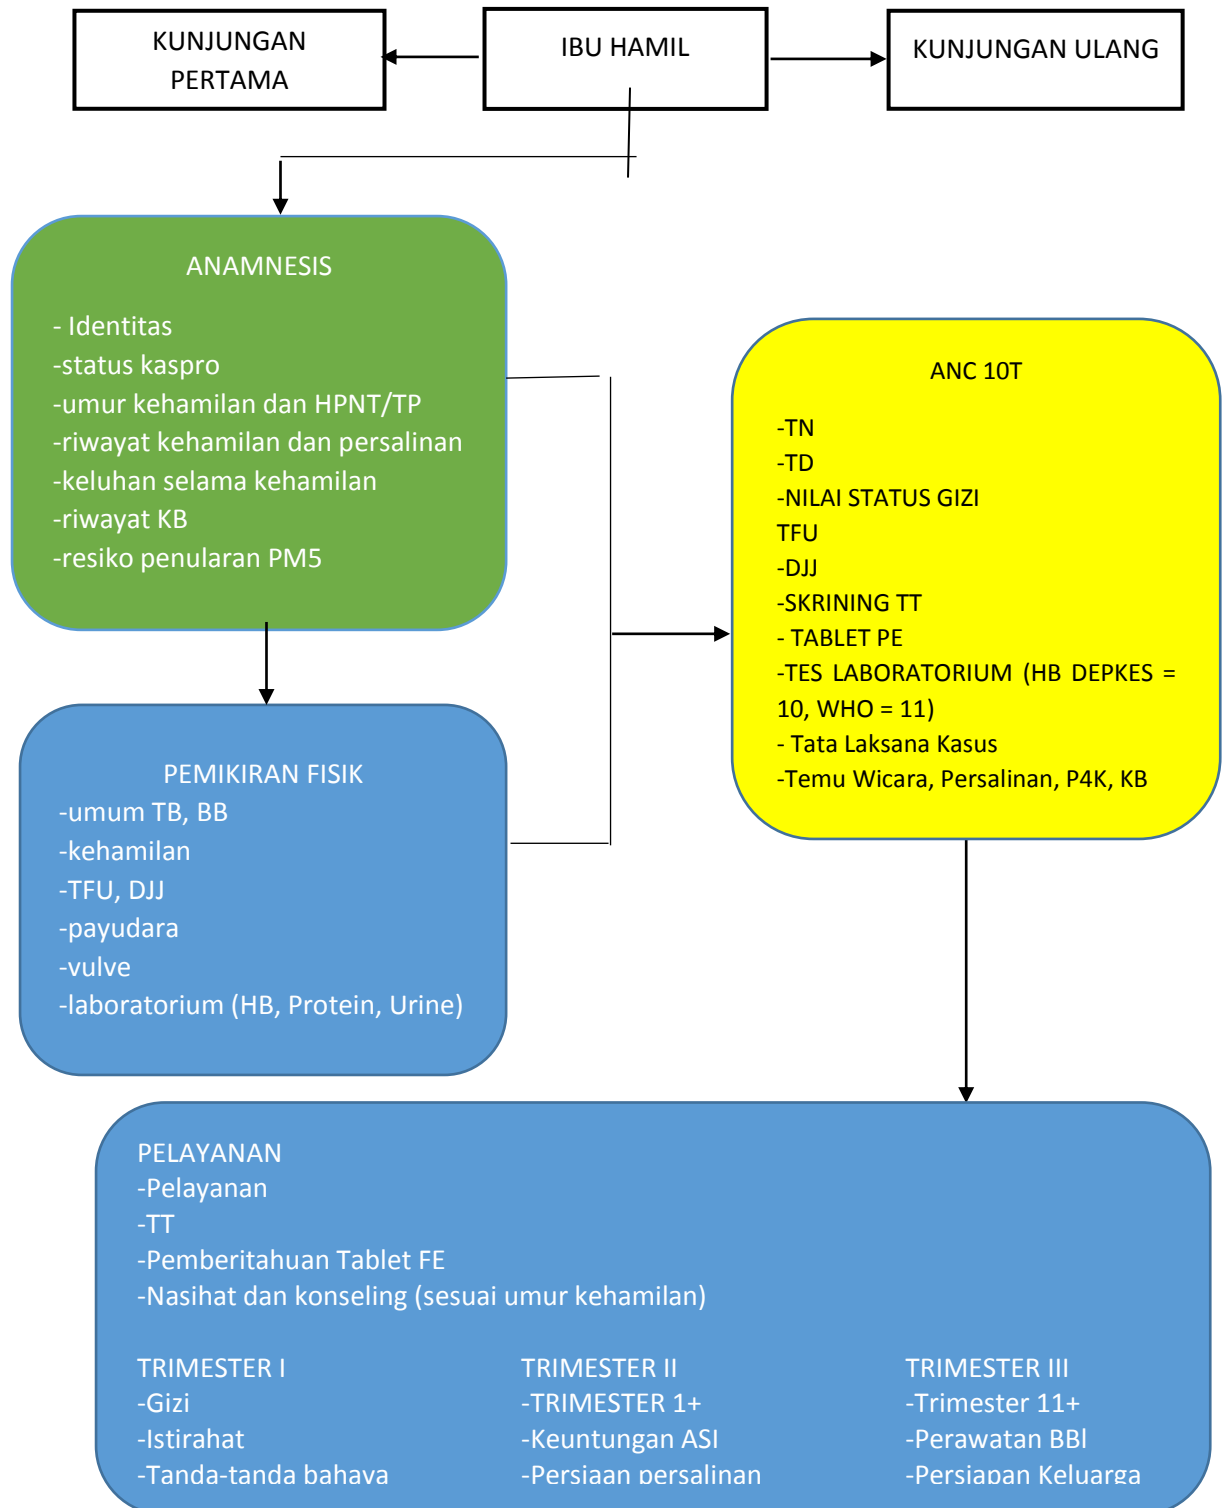 KUNJUNGAN
PERTAMA
IBU HAMIL
KUNJUNGAN ULANG
ANAMNESIS
- Identitas
-status kaspro
-umur kehamilan dan HPNT/TP
-riwayat kehamilan dan persalinan
-keluhan selama kehamilan
-riwayat KB
-resiko penularan PM5
ANC 10T
-TN
-TD
-NILAI STATUS GIZI
TFU
-DJJ
-SKRINING TT
- TABLET PE
-TES LABORATORIUM (HB DEPKES =
10, WHO = 11)
- Tata Laksana Kasus
-Temu Wicara, Persalinan, P4K, KB
PEMIKIRAN FISIK
-umum TB, BB
-kehamilan
-TFU, DJJ
-payudara
-vulve
-laboratorium (HB, Protein, Urine)
PELAYANAN
-Pelayanan
-TT
-Pemberitahuan Tablet FE
-Nasihat dan konseling (sesuai umur kehamilan)
TRIMESTER I
-Gizi
-Istirahat
-Tanda-tanda bahaya
TRIMESTER II
-TRIMESTER 1+
-Keuntungan ASI
-Persiaan persalinan
TRIMESTER III
-Trimester 11+
-Perawatan BBl
-Persiapan Keluarga